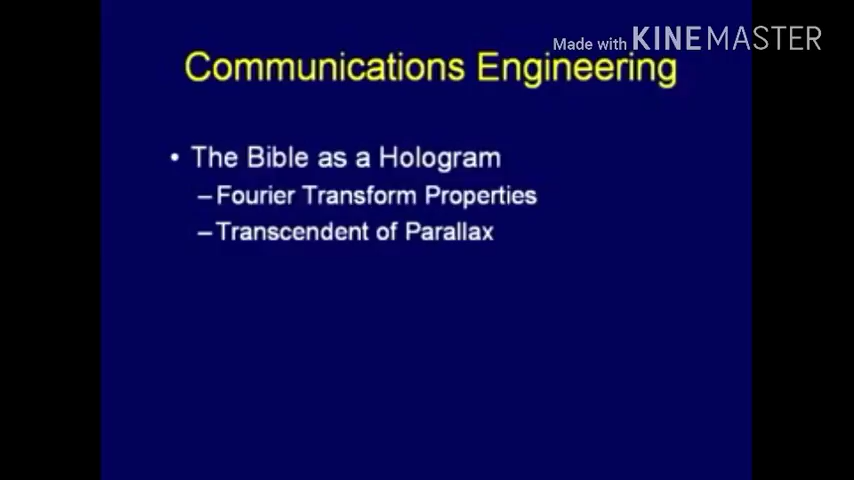 Made with KINEMASTER
Communications Engineering
• The Bible as a Hologram
– Fourier Transform Properties
– Transcendent of Parallax